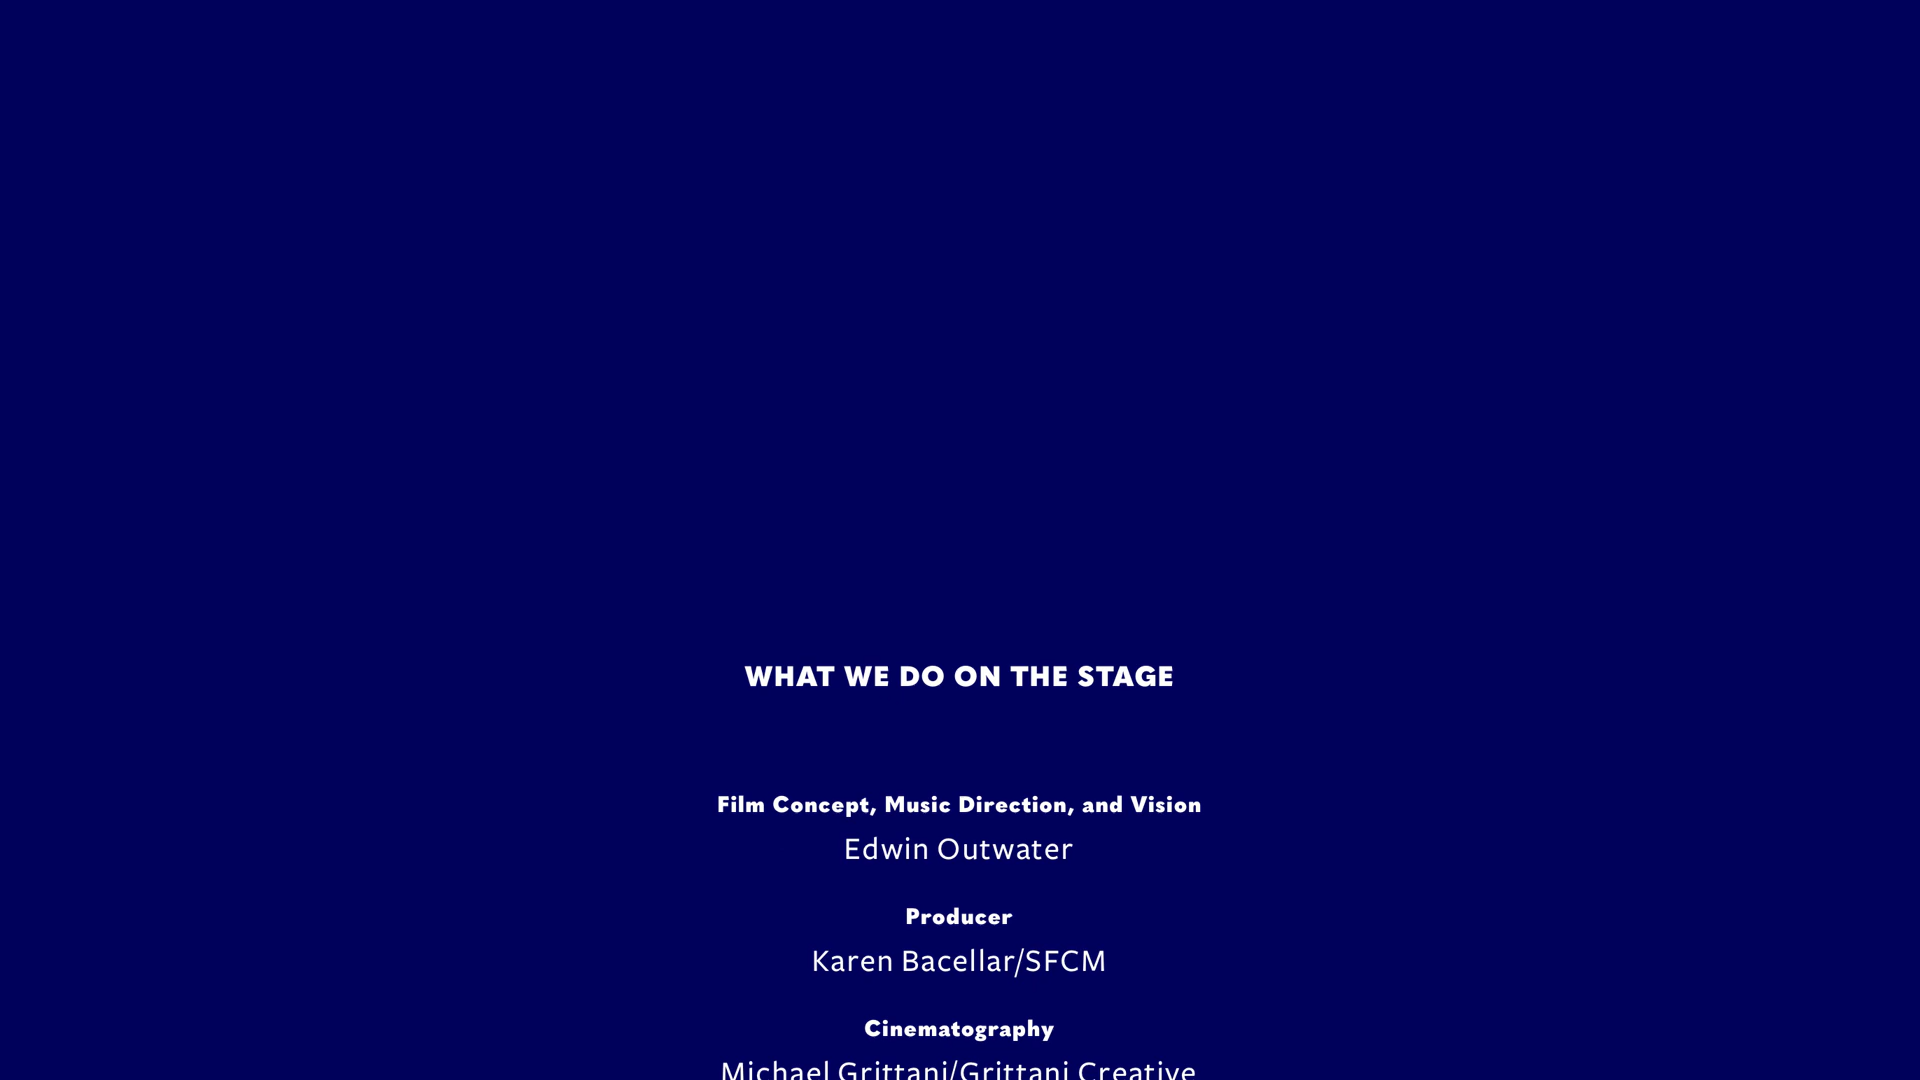 WHAT WE DO ON THE STAGE
Film Concept, Music Direction, and Vision
Edwin Outwater
Producer
Karen Bacellar/SFCM
Cinematography
Michael Grittani/Grittani Creative